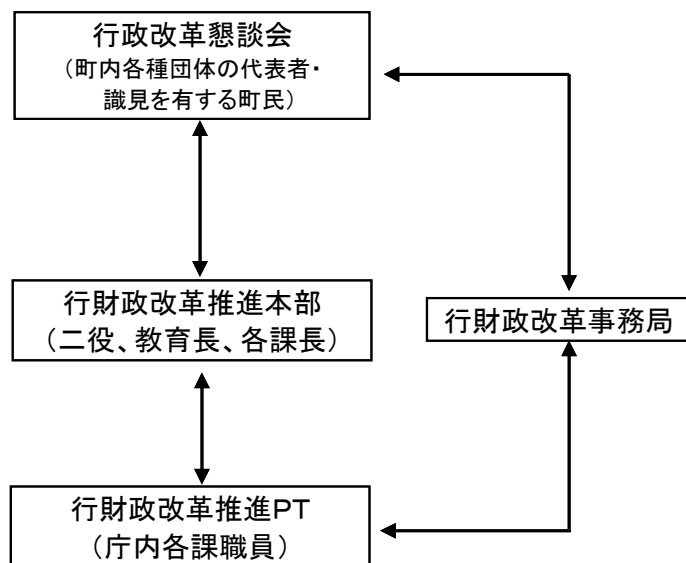 行政改革懇談会
（町内各種団体の代表者・
識見を有する町民）
行財政改革推進本部
（二役、教育長、各課長）
行財政改革事務局
行財政改革推進PT
（庁内各課職員）